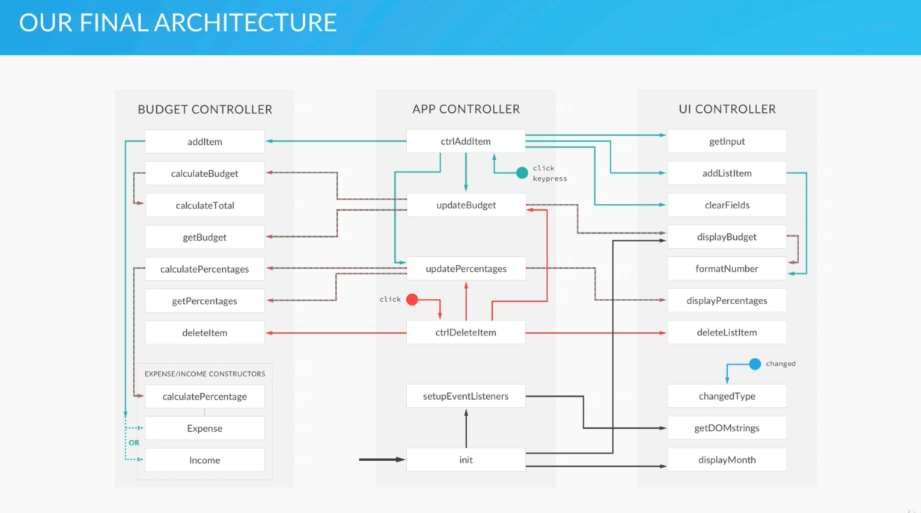 OUR FINAL ARCHITECTURE
BUDGET CONTROLLER
addItem
calculateBudget
calculateTotal
getBudget
calculatePercentages
getPercentages
deleteItem
EXPENSE/INCOME CONSTRUCTORS
calculatePercentage
Expense
OR
Income
APP CONTROLLER
ctrlAddItem
click
keypress
updateBudget
updatePercentages
click
ctrlDeleteItem
setupEventListeners
init
UI CONTROLLER
getInput
addListItem
clearFields
displayBudget
formatNumber
displayPercentages
deleteListItem
changed
changedType
getDOMstrings
displayMonth